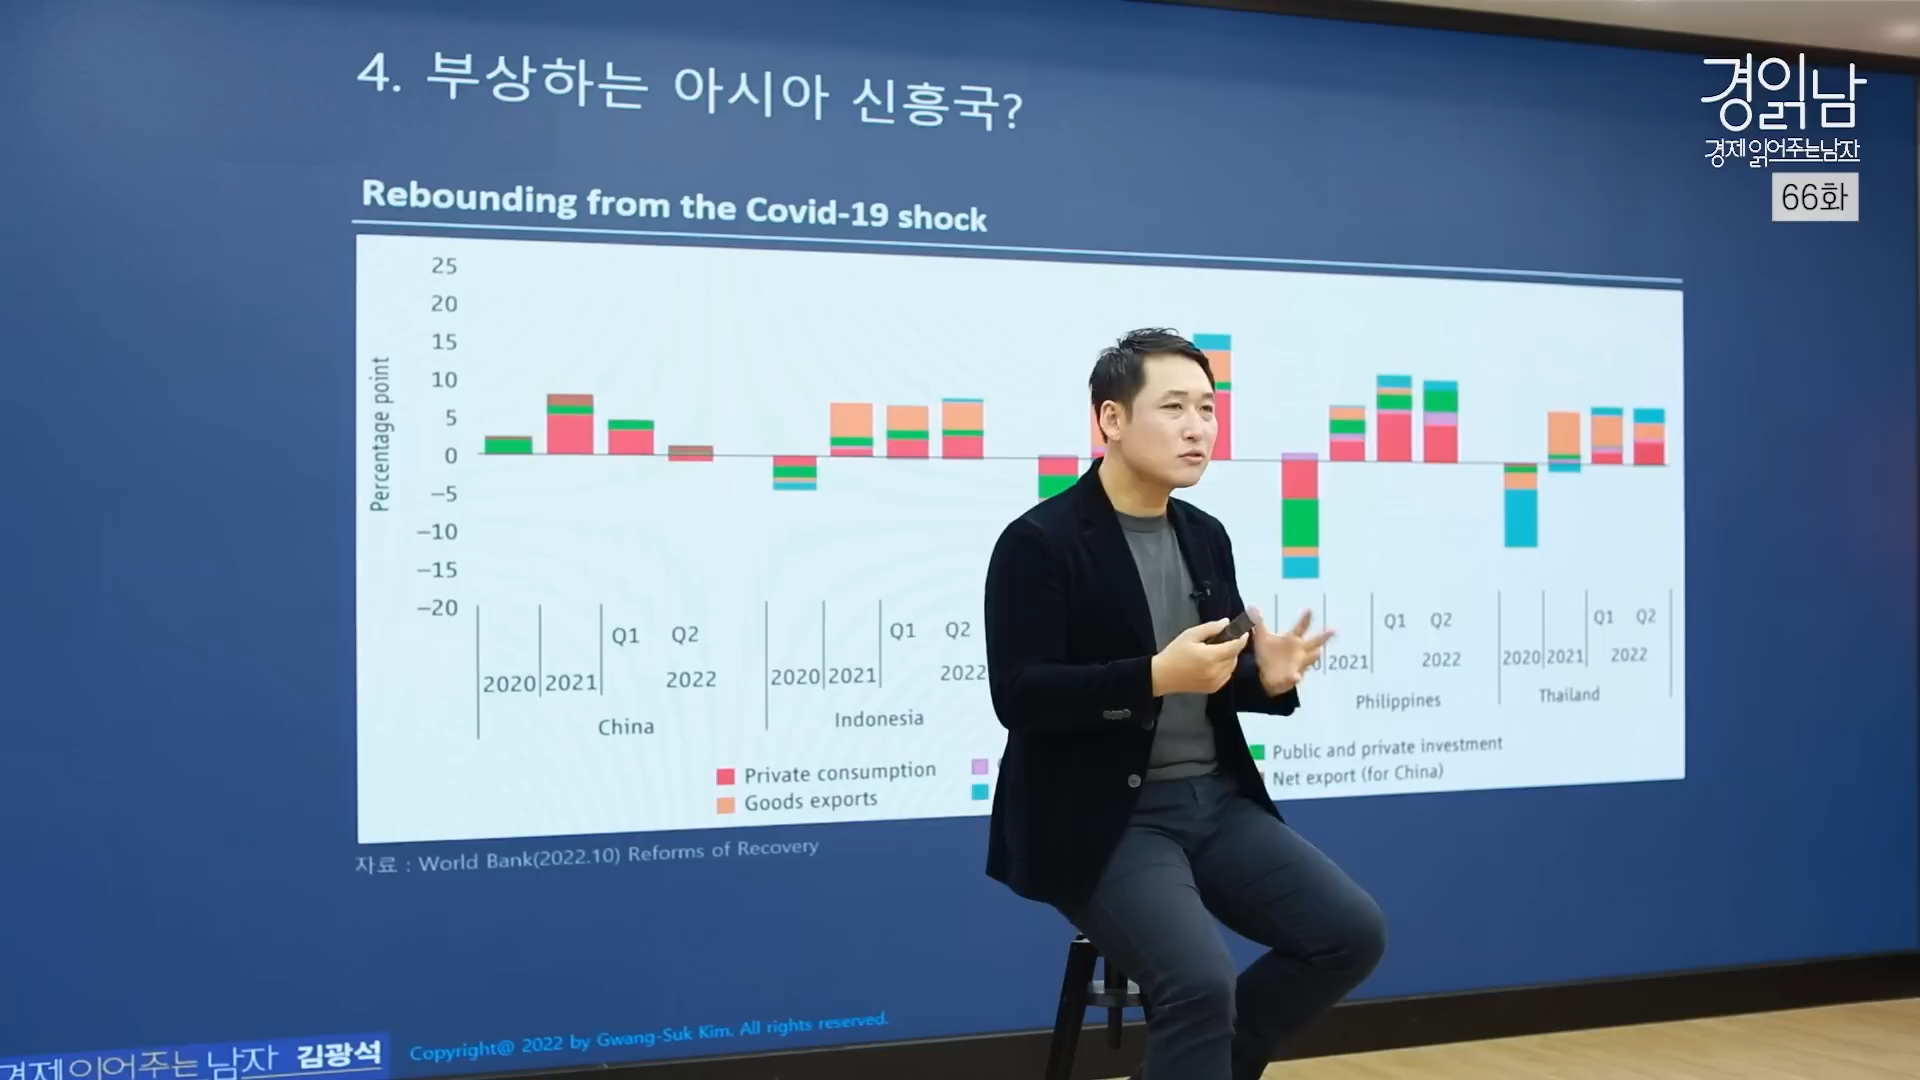 4. 부상하는 아시아 신흥국?
경읽남
경제 읽어주는남자
66화
Rebounding from the Covid-19 shock
Percentage point
25
20
15
10
5
0
−5
−10
−15
−20
Q1 Q2 Q1 Q2 Q1 Q2 Q1 Q2
2020 2021 2022 2020 2021 2022 2021 2022 2020 2021 2022
China Indonesia Philippines Thailand
Private consumption Public and private investment
Goods exports Net export (for China)
자료 : World Bank(2022.10) Reforms of Recovery
Copyright@ 2022 by Gwang-Suk Kim. All rights reserved.
경제 읽어주는 남자 김광석